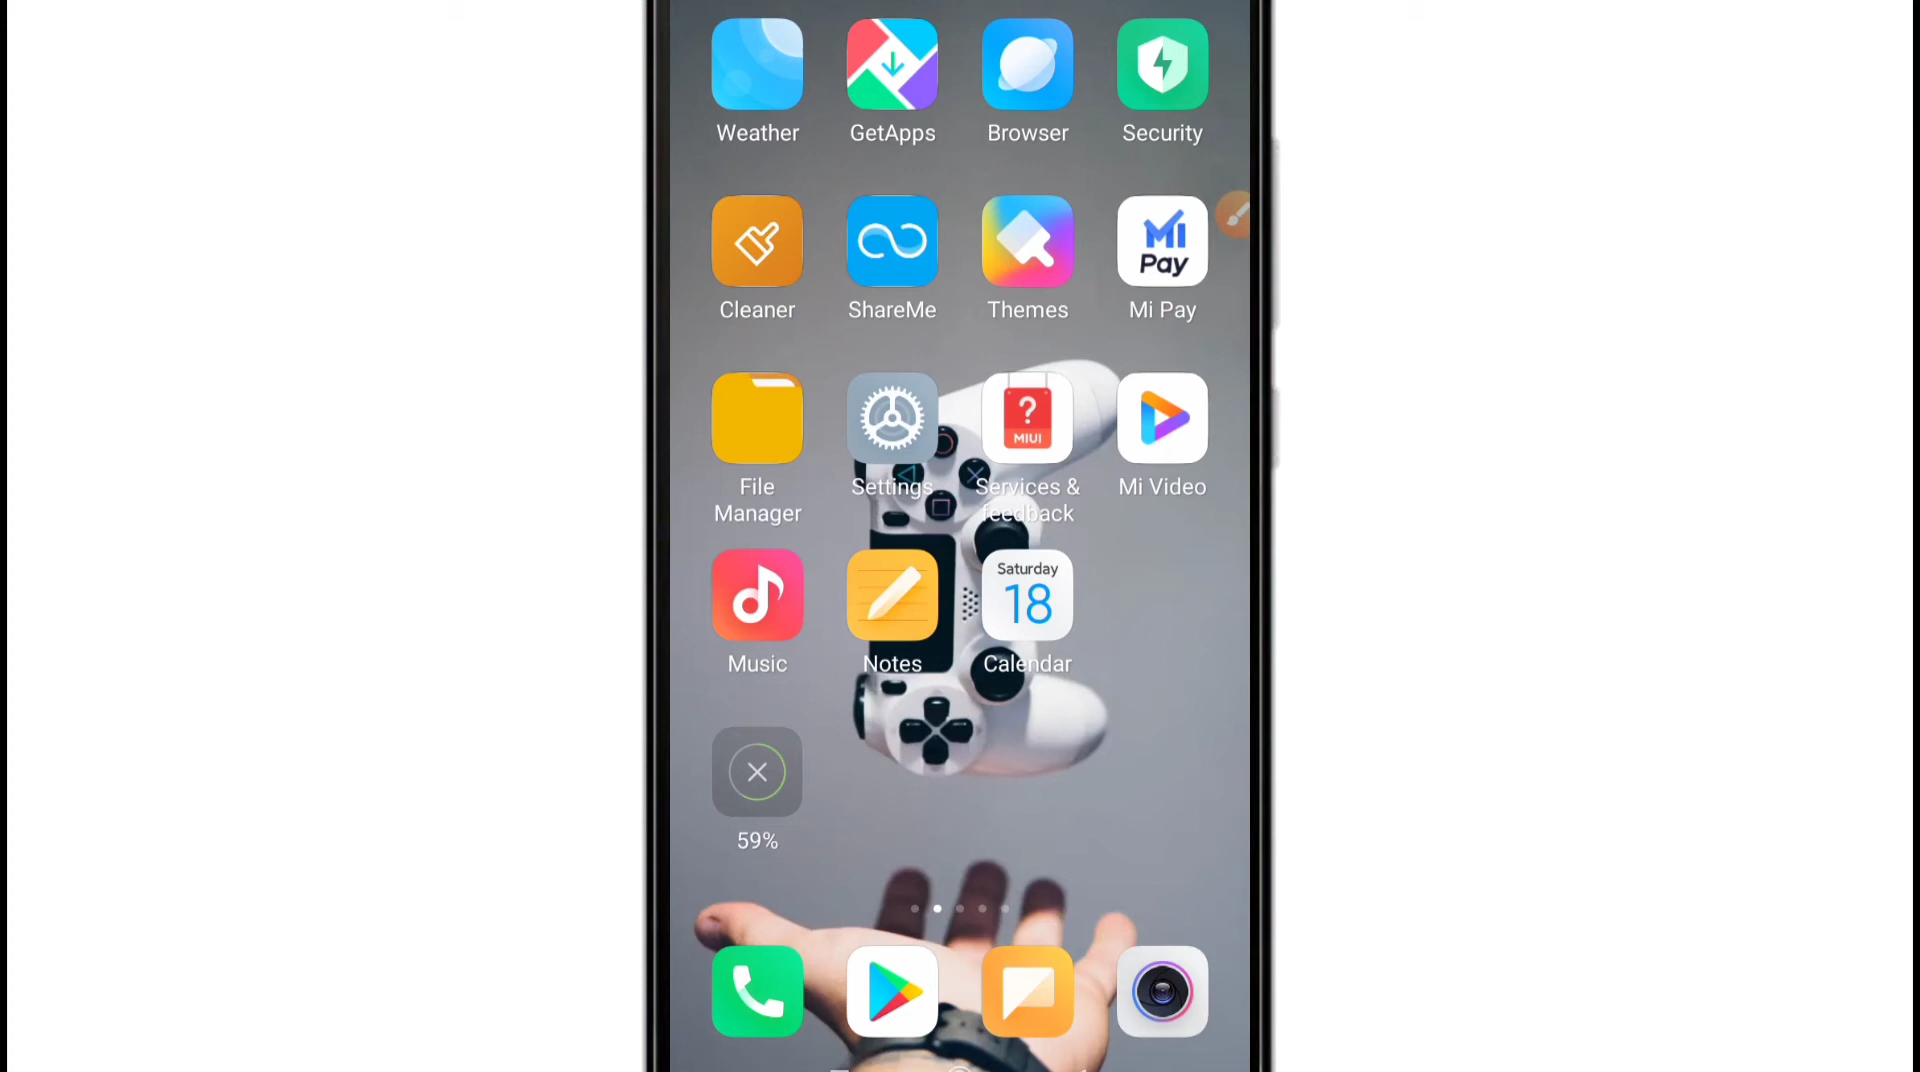 Weather
GetApps
Browser
Security
Cleaner
ShareMe
Themes
Mi
Pay
Mi Pay
?
MIUI
File
Manager
Settings
Services &
feedback
Mi Video
Saturday
18
Music
Notes
Calendar
59%